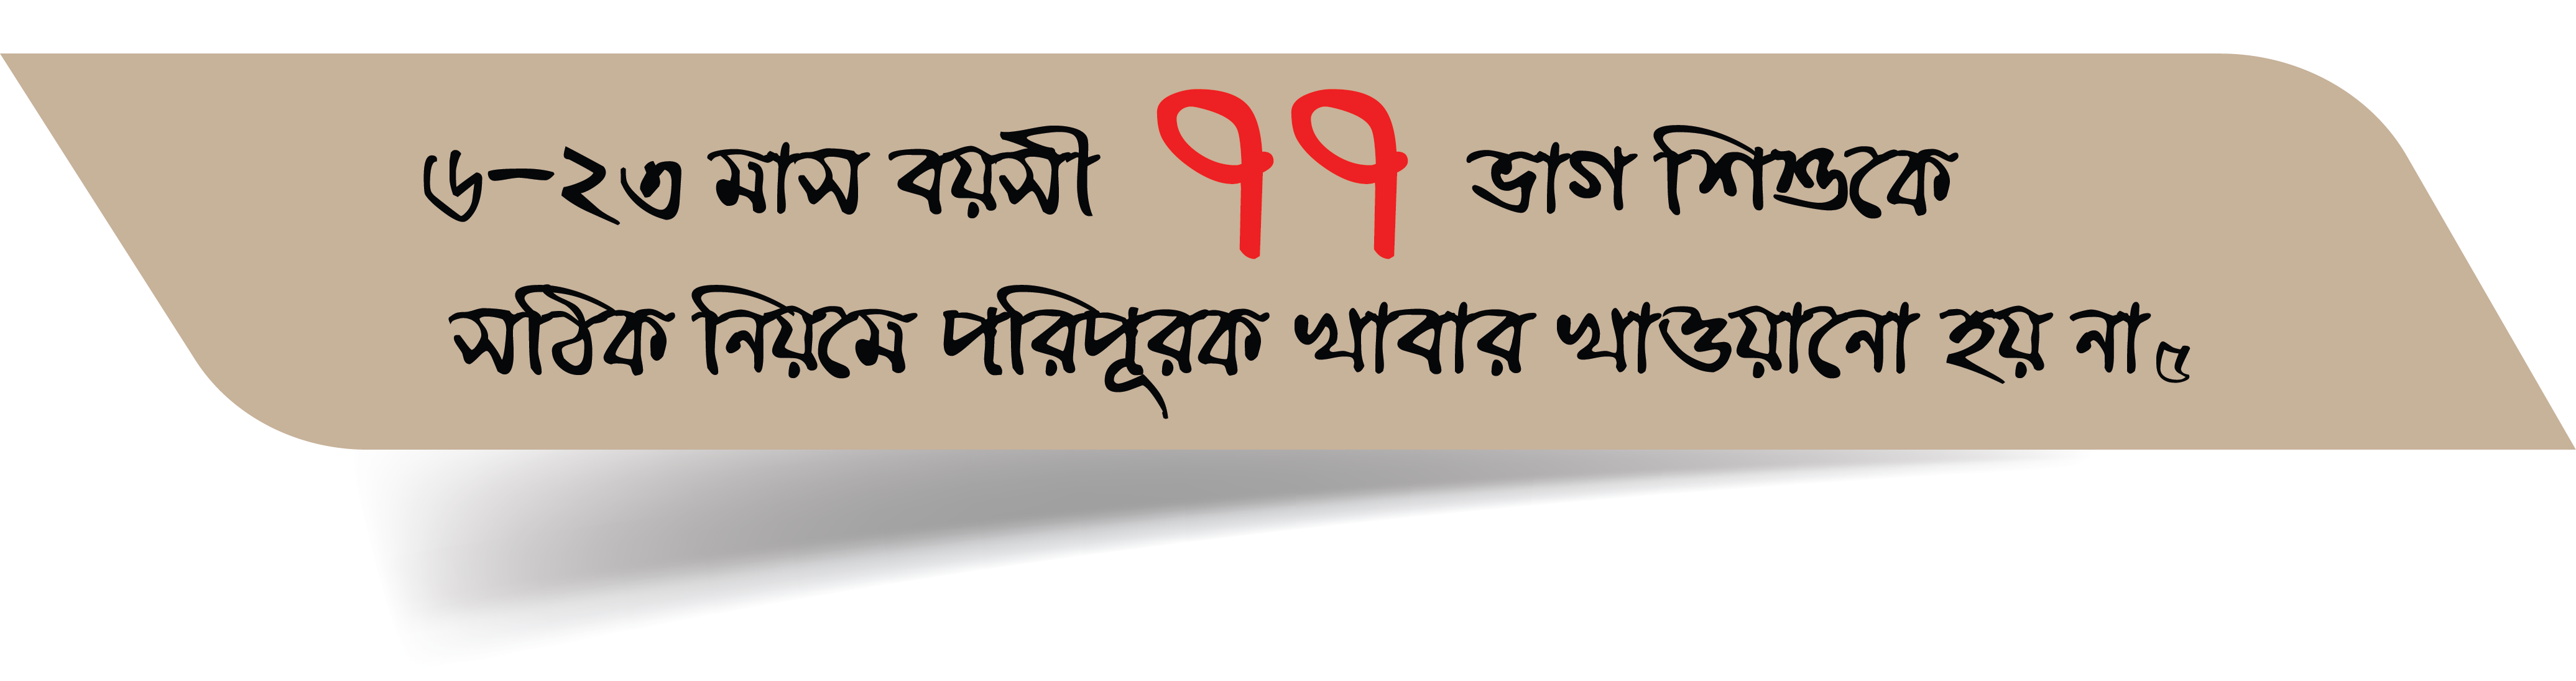 ৬-২৩ মাস বয়সী ৭৭ ভাগ শিশুকে
সঠিক নিয়মে পরিপূরক খাবার খাওয়ানো হয় না৫